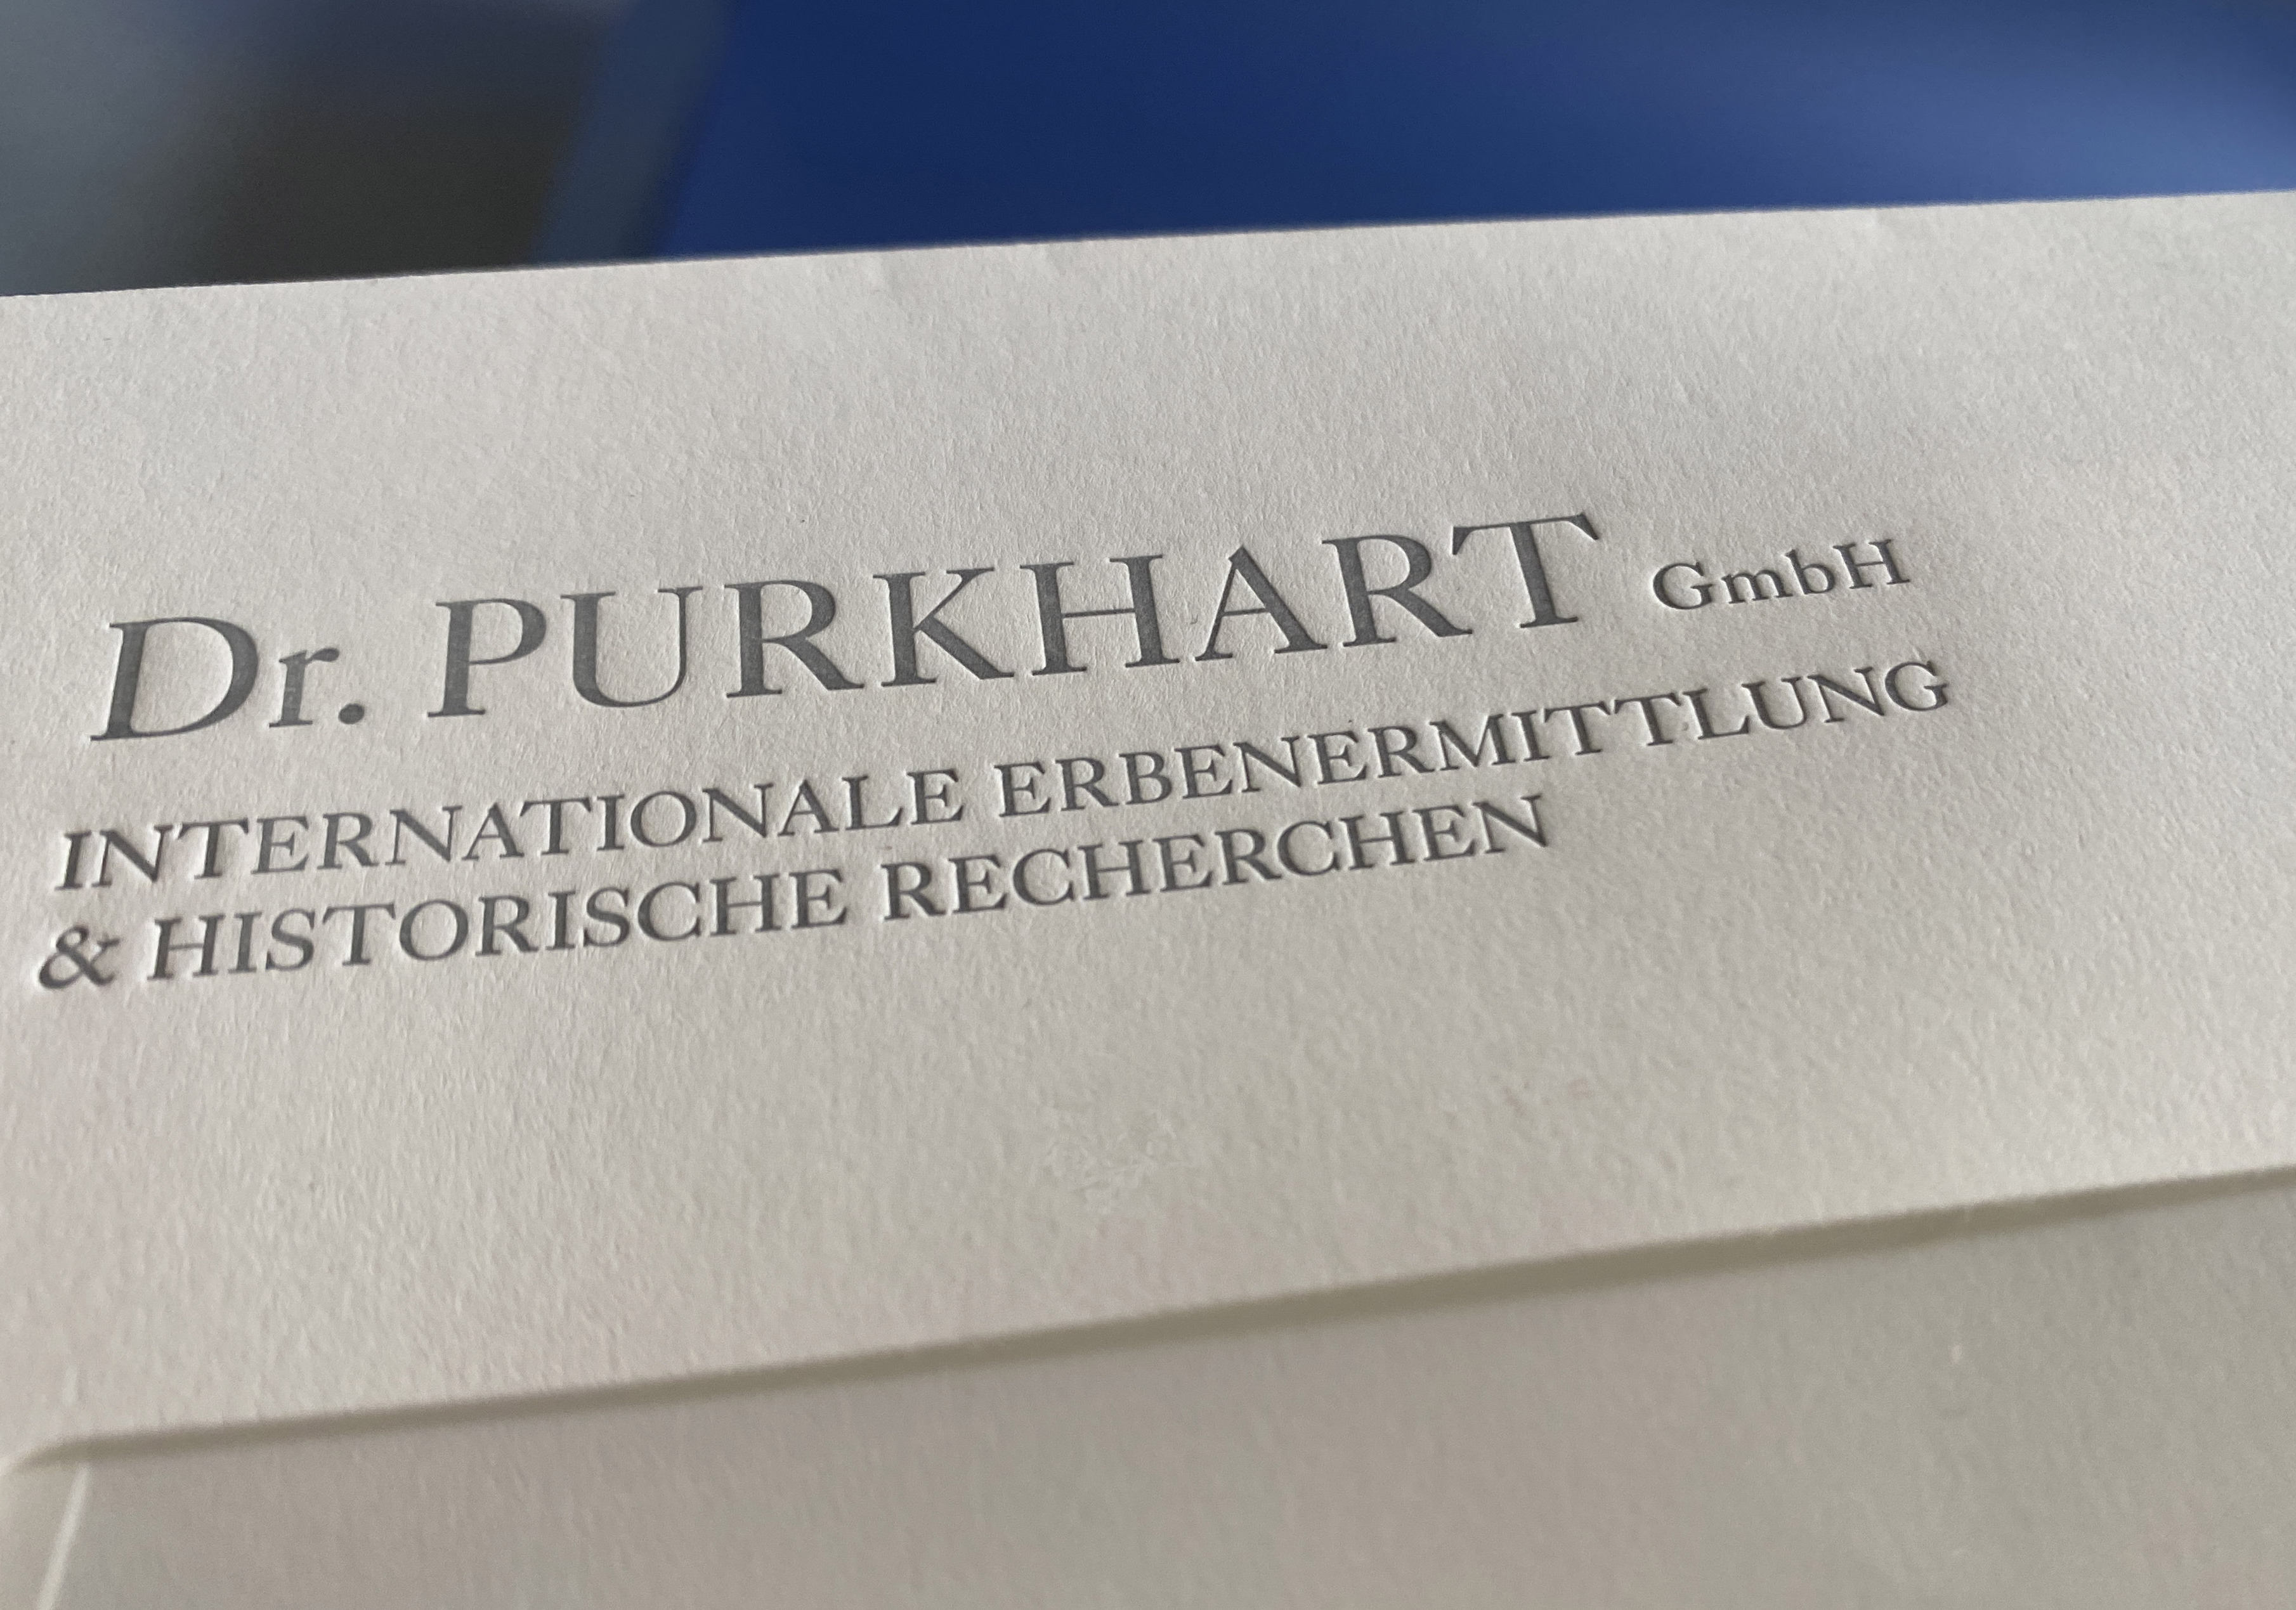 Dr. PURKHART GmbH
INTERNATIONALE ERBENERMITTLUNG
& HISTORISCHE RECHERCHEN